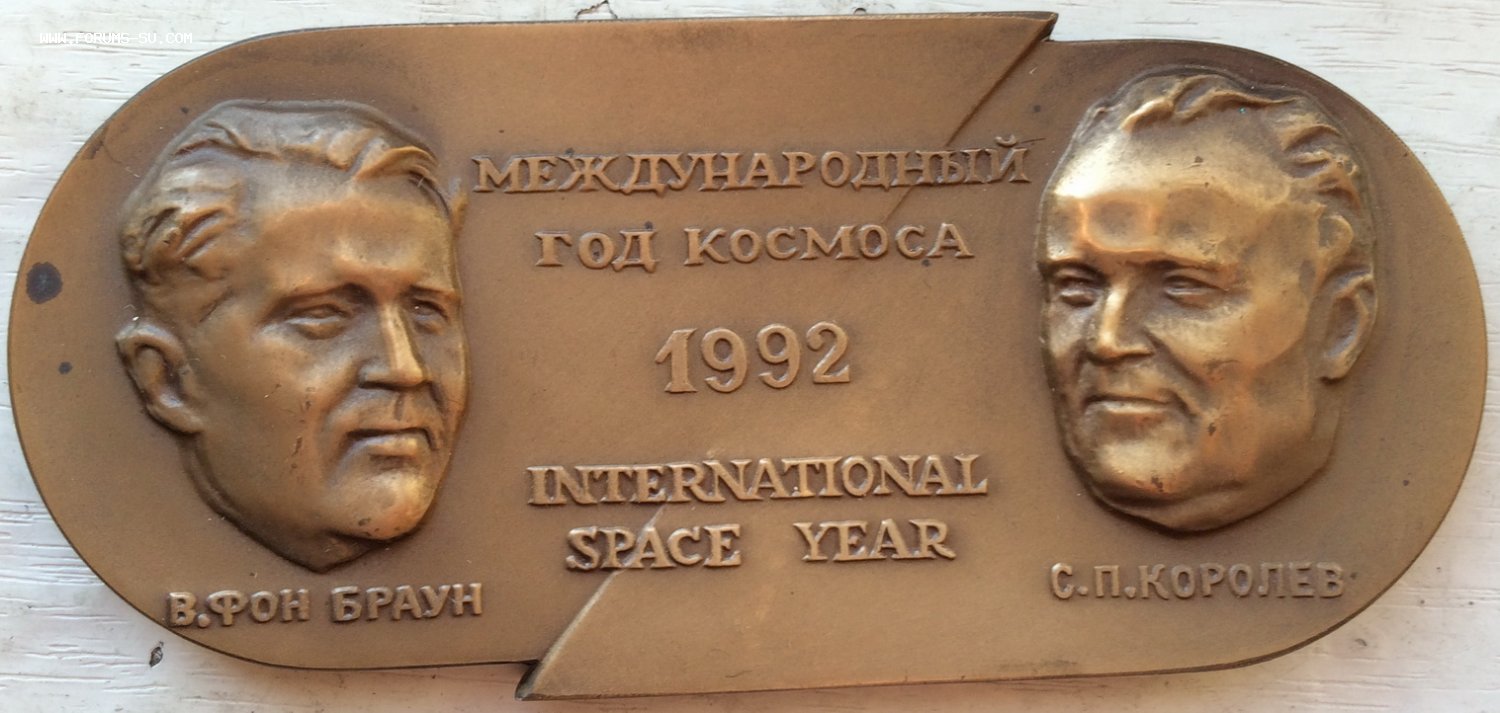 WWW.FORUMS-SU.COM
МЕЖДУНАРОДНЫЙ
ГОД КОСМОСА
1992
INTERNATIONAL
SPACE YEAR
В.ФОН БРАУН
С.П.КОРОЛЕВ